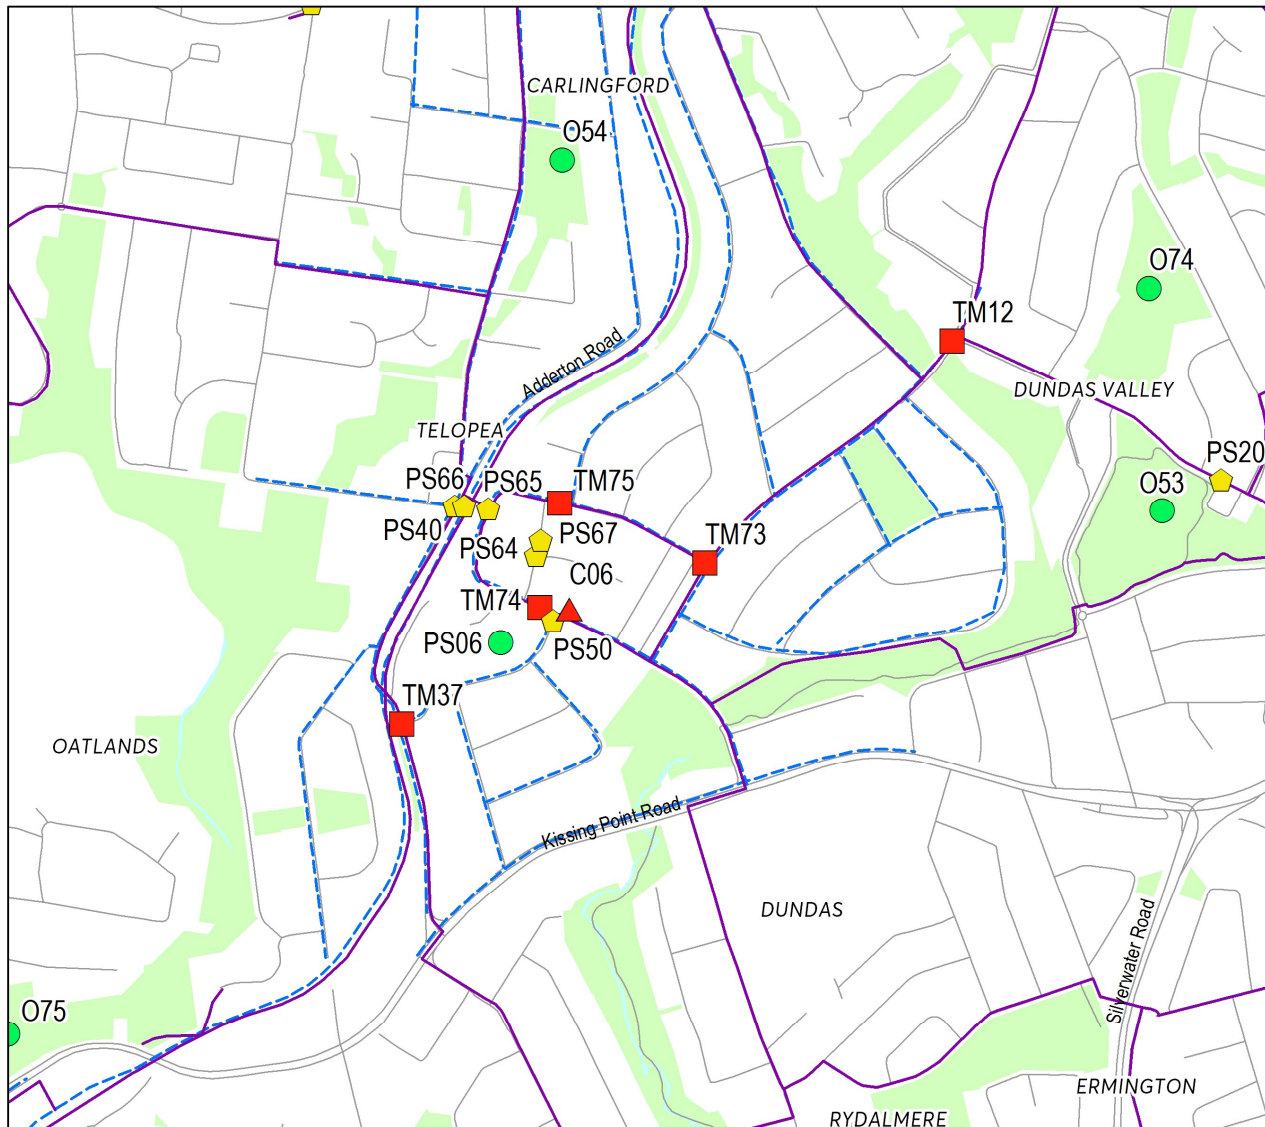 CARLINGFORD
O54
O74
TM12
Adderton Road
DUNDAS VALLEY
TELOPEA
PS66
PS65
TM75
PS20
O53
PS40
PS64
PS67
TM73
C06
TM74
PS06
PS50
TM37
OATLANDS
Kissing Point Road
DUNDAS
Silverwater Road
O75
ERMINGTON
RYDALMERE